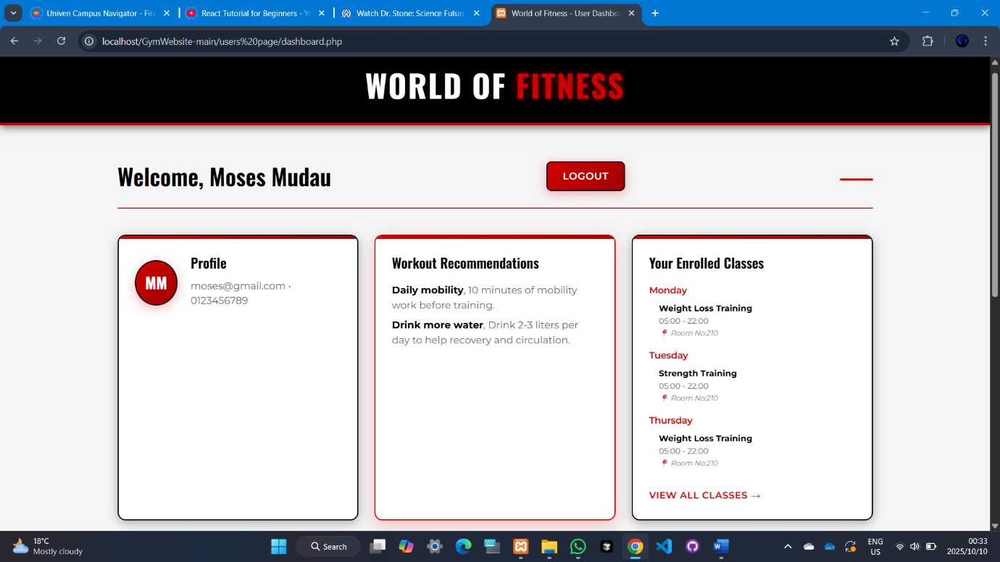 Univen Campus Navigator - Fin
React Tutorial for Beginners - Y
Watch Dr. Stone: Science Future
World of Fitness - User Dashbo
localhost/GymWebsite-main/users%20page/dashboard.php
WORLD OF FITNESS
Welcome, Moses Mudau
LOGOUT
MM
Profile
moses@gmail.com •
0123456789
Workout Recommendations
Daily mobility, 10 minutes of mobility
work before training.
Drink more water, Drink 2-3 liters per
day to help recovery and circulation.
Your Enrolled Classes
Monday
Weight Loss Training
05:00 - 22:00
Room No:210
Tuesday
Strength Training
05:00 - 22:00
Room No:210
Thursday
Weight Loss Training
05:00 - 22:00
Room No:210
VIEW ALL CLASSES →
18°C
Mostly cloudy
Search
ENG
US
00:33
2025/10/10